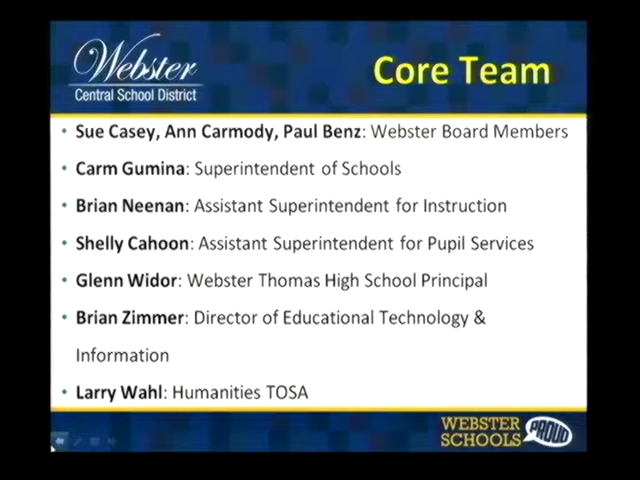 Webster
Central School District
Core Team
• Sue Casey, Ann Carmody, Paul Benz: Webster Board Members
• Carm Gumina: Superintendent of Schools
• Brian Neenan: Assistant Superintendent for Instruction
• Shelly Cahoon: Assistant Superintendent for Pupil Services
• Glenn Widor: Webster Thomas High School Principal
• Brian Zimmer: Director of Educational Technology &
Information
• Larry Wahl: Humanities TOSA
WEBSTER
SCHOOLS PROUD